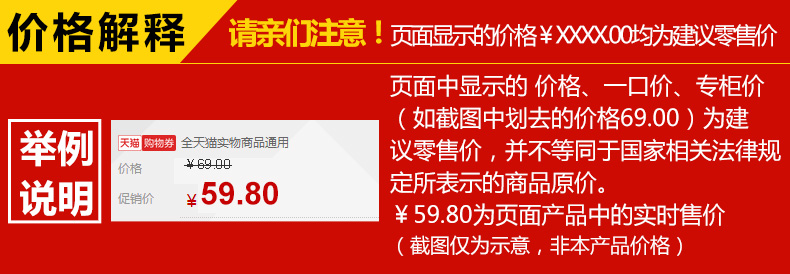 价格解释
请亲们注意！页面显示的价格￥XXXX.00均为建议零售价
举例
说明
天猫 购物券 全天猫实物商品通用
价格 ￥69.00
促销价 ￥59.80
页面中显示的 价格、一口价、专柜价
（如截图中划去的价格69.00）为建
议零售价，并不等同于国家相关法律规
定所表示的商品原价。
￥59.80为页面产品中的实时售价
（截图仅为示意，非本产品价格）